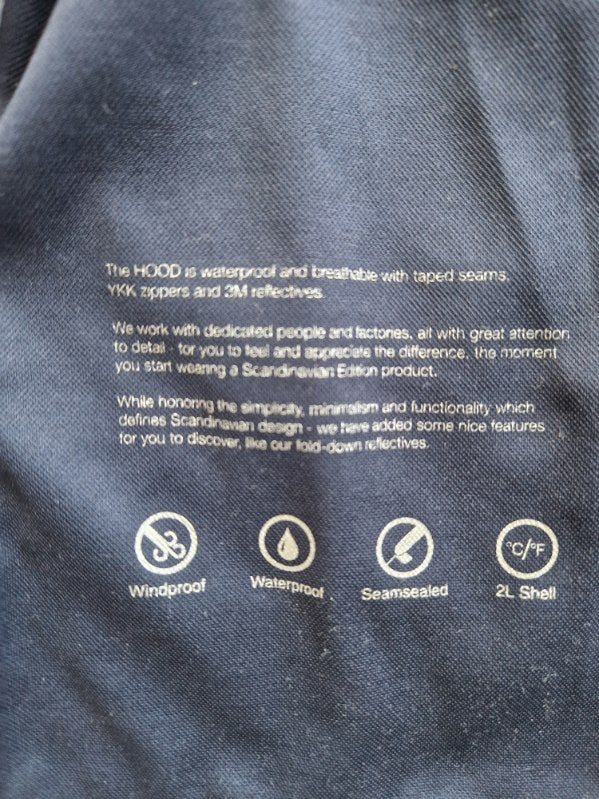 The HOOD is waterproof and breathable with taped seams.
YKK zippers and 3M reflectives.
We work with dedicated people and factories, all with great attention
to detail - for you to feel and appreciate the difference, the moment
you start wearing a Scandinavian Edition product.
While honoring the simplicity, minimalism and functionality which
defines Scandinavian design - we have added some nice features
for you to discover, like our fold-down reflectives.
°C/°F
Windproof Waterproof Seamsealed 2L Shell